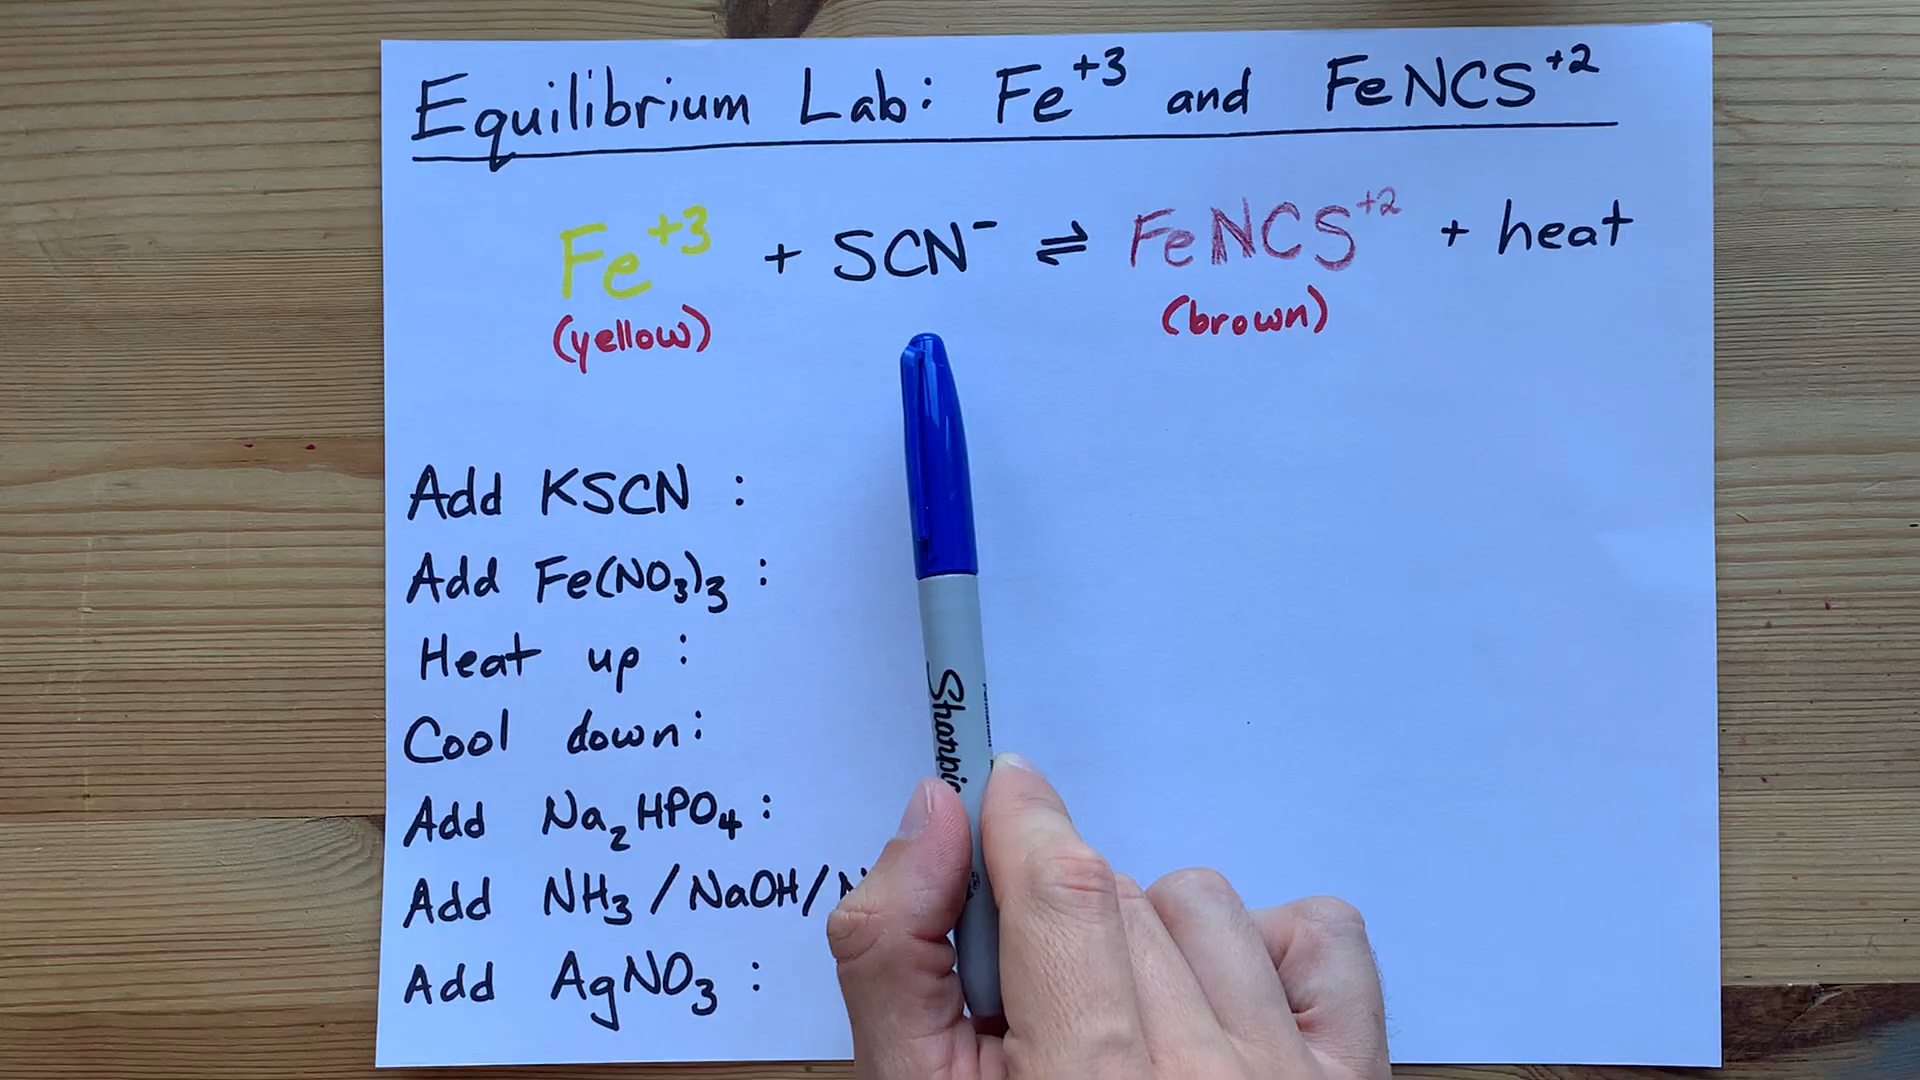 Equilibrium Lab: Fe⁺³ and FeNCS⁺²
Fe⁺³ + SCN⁻ ⇌ FeNCS⁺² + heat
(yellow) (brown)
Add KSCN :
Add Fe(NO₃)₃ :
Heat up :
Cool down :
Add Na₂HPO₄ :
Add NH₃ / NaOH /
Add AgNO₃ :
Sharpie